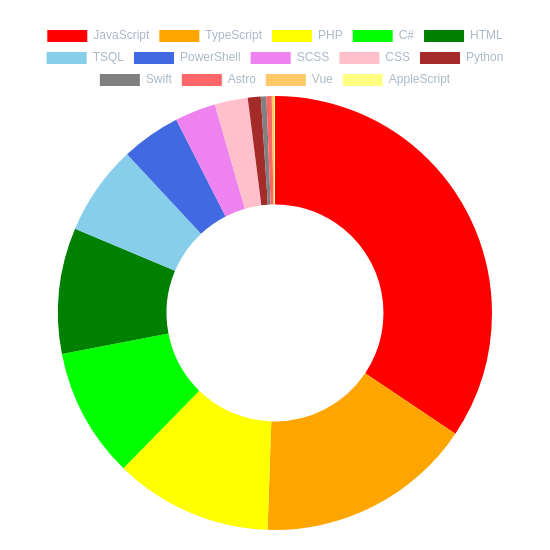 JavaScript TypeScript PHP C# HTML
TSQL PowerShell SCSS CSS Python
Swift Astro Vue AppleScript